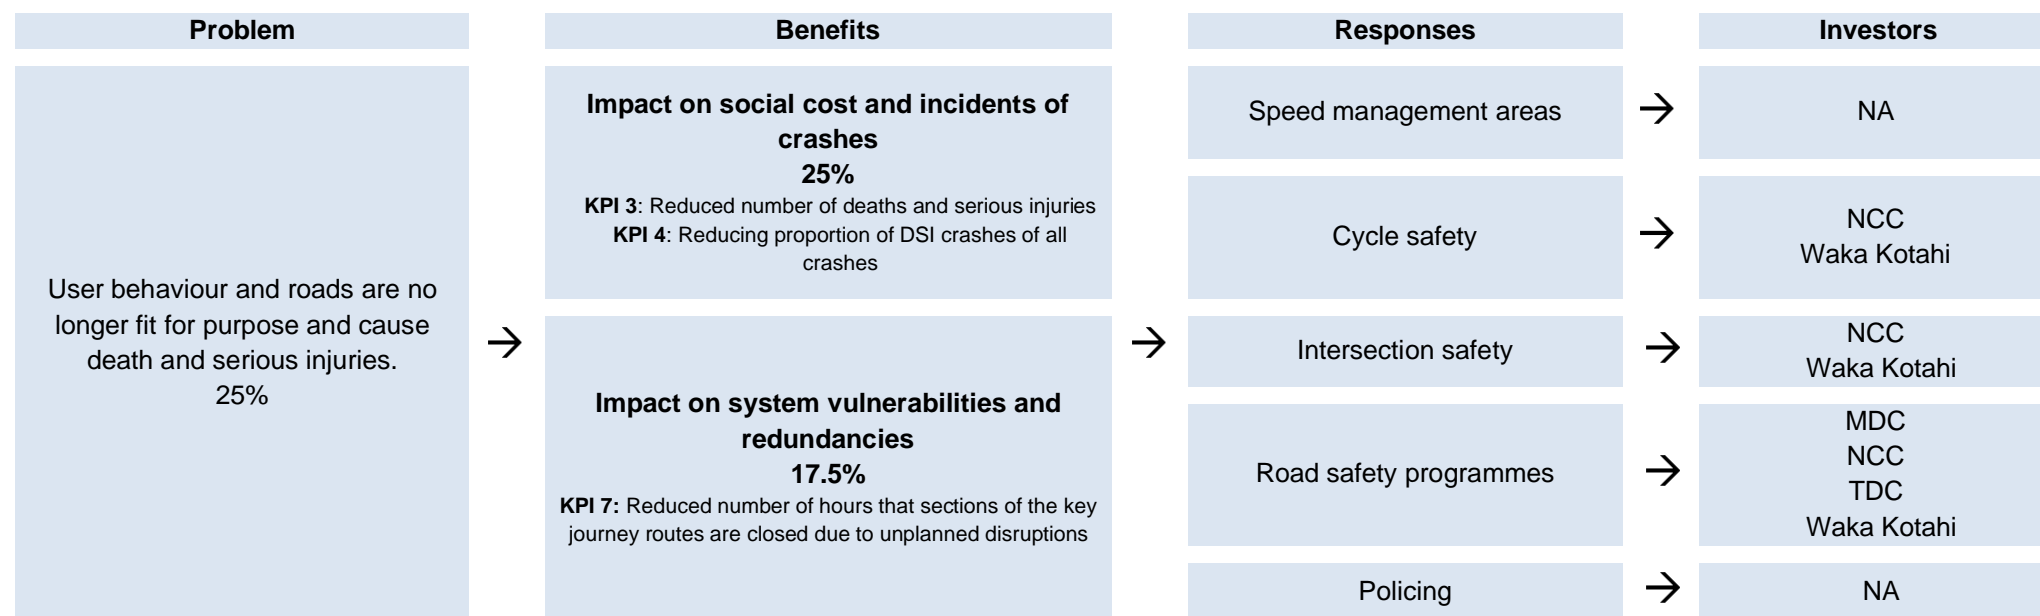 Problem
Benefits
Responses
Investors
User behaviour and roads are no
longer fit for purpose and cause
death and serious injuries.
25%
Impact on social cost and incidents of
crashes
25%
KPI 3: Reduced number of deaths and serious injuries
KPI 4: Reducing proportion of DSI crashes of all
crashes
Impact on system vulnerabilities and
redundancies
17.5%
KPI 7: Reduced number of hours that sections of the key
journey routes are closed due to unplanned disruptions
Speed management areas
NA
Cycle safety
NCC
Waka Kotahi
Intersection safety
NCC
Waka Kotahi
Road safety programmes
MDC
NCC
TDC
Waka Kotahi
Policing
NA